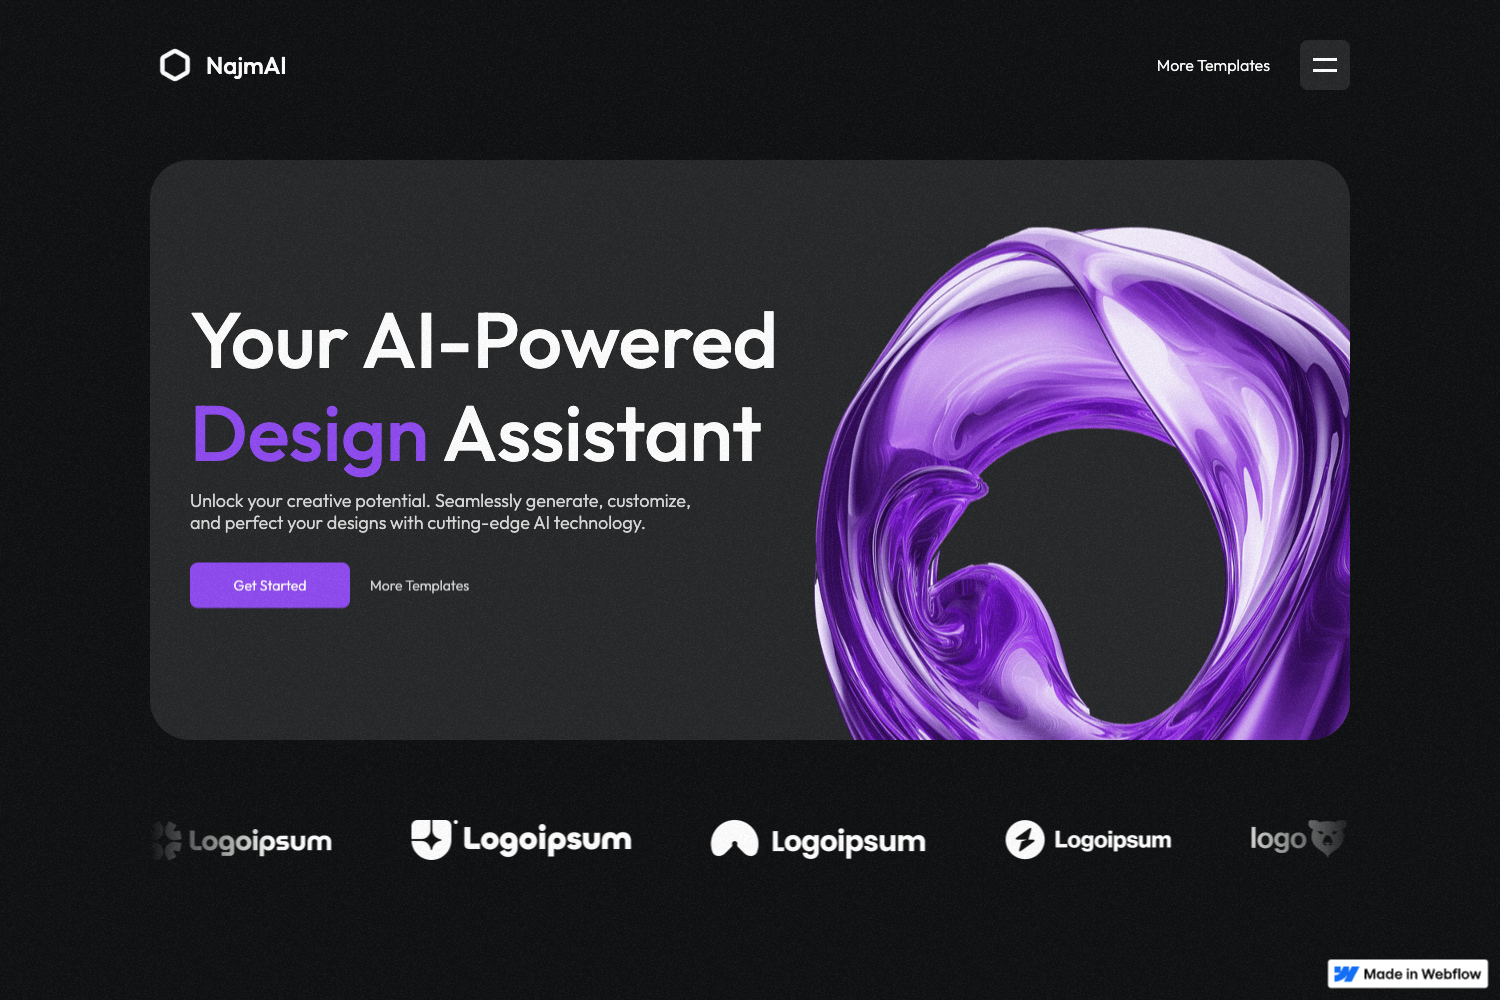 NajmAI
More Templates
Your AI-Powered
Design Assistant
Unlock your creative potential. Seamlessly generate, customize,
and perfect your designs with cutting-edge AI technology.
Get Started
More Templates
Logoipsum
Logoipsum
Logoipsum
Logoipsum
logo
Made in Webflow